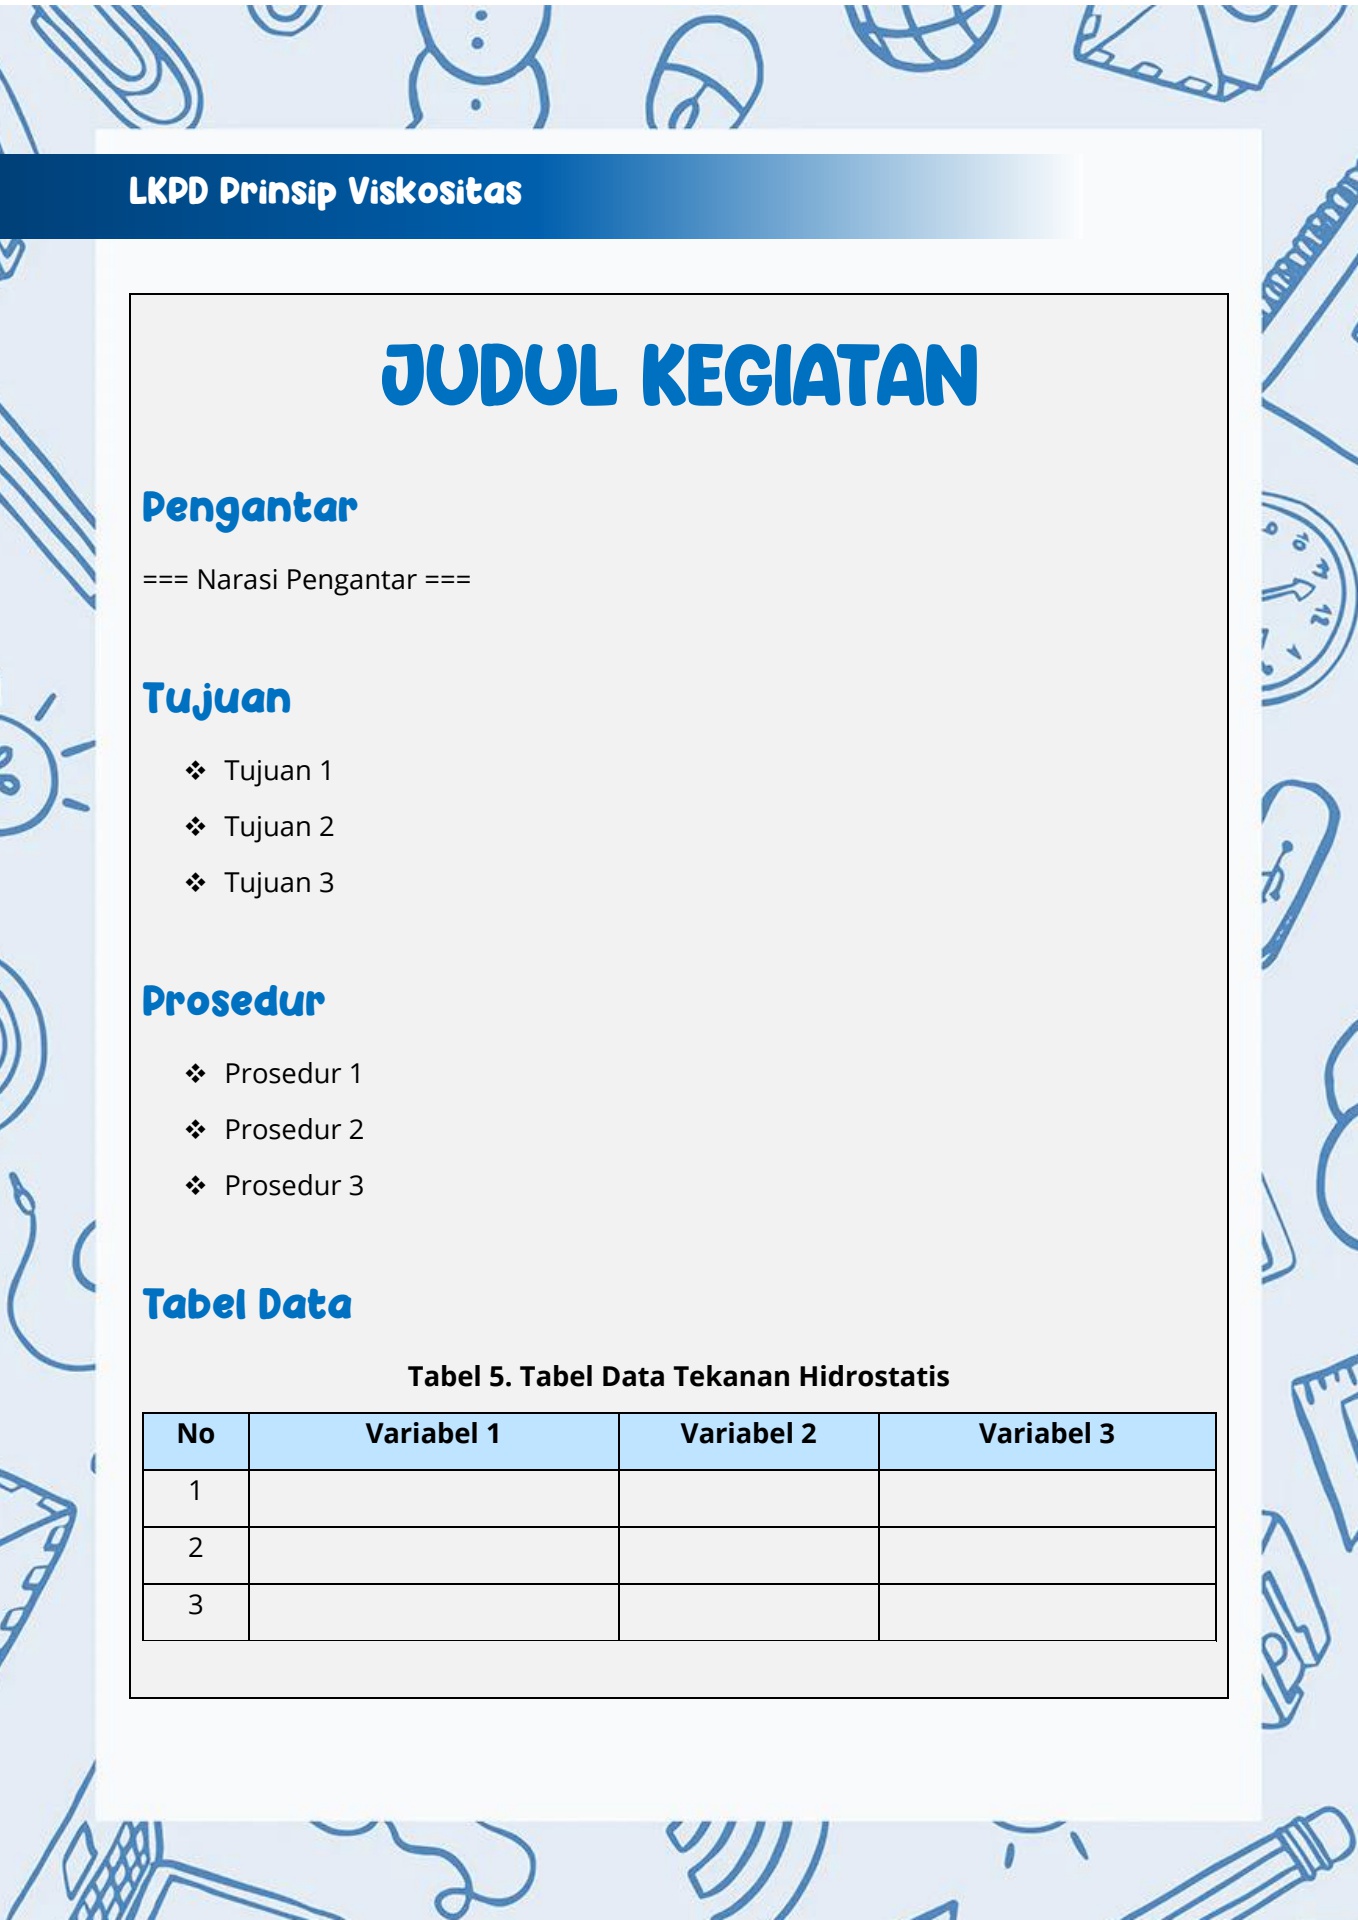 LKPD Prinsip Viskositas
JUDUL KEGIATAN
Pengantar
=== Narasi Pengantar ===
Tujuan
❖ Tujuan 1
❖ Tujuan 2
❖ Tujuan 3
Prosedur
❖ Prosedur 1
❖ Prosedur 2
❖ Prosedur 3
Tabel Data
Tabel 5. Tabel Data Tekanan Hidrostatis
No Variabel 1 Variabel 2 Variabel 3
1
2
3